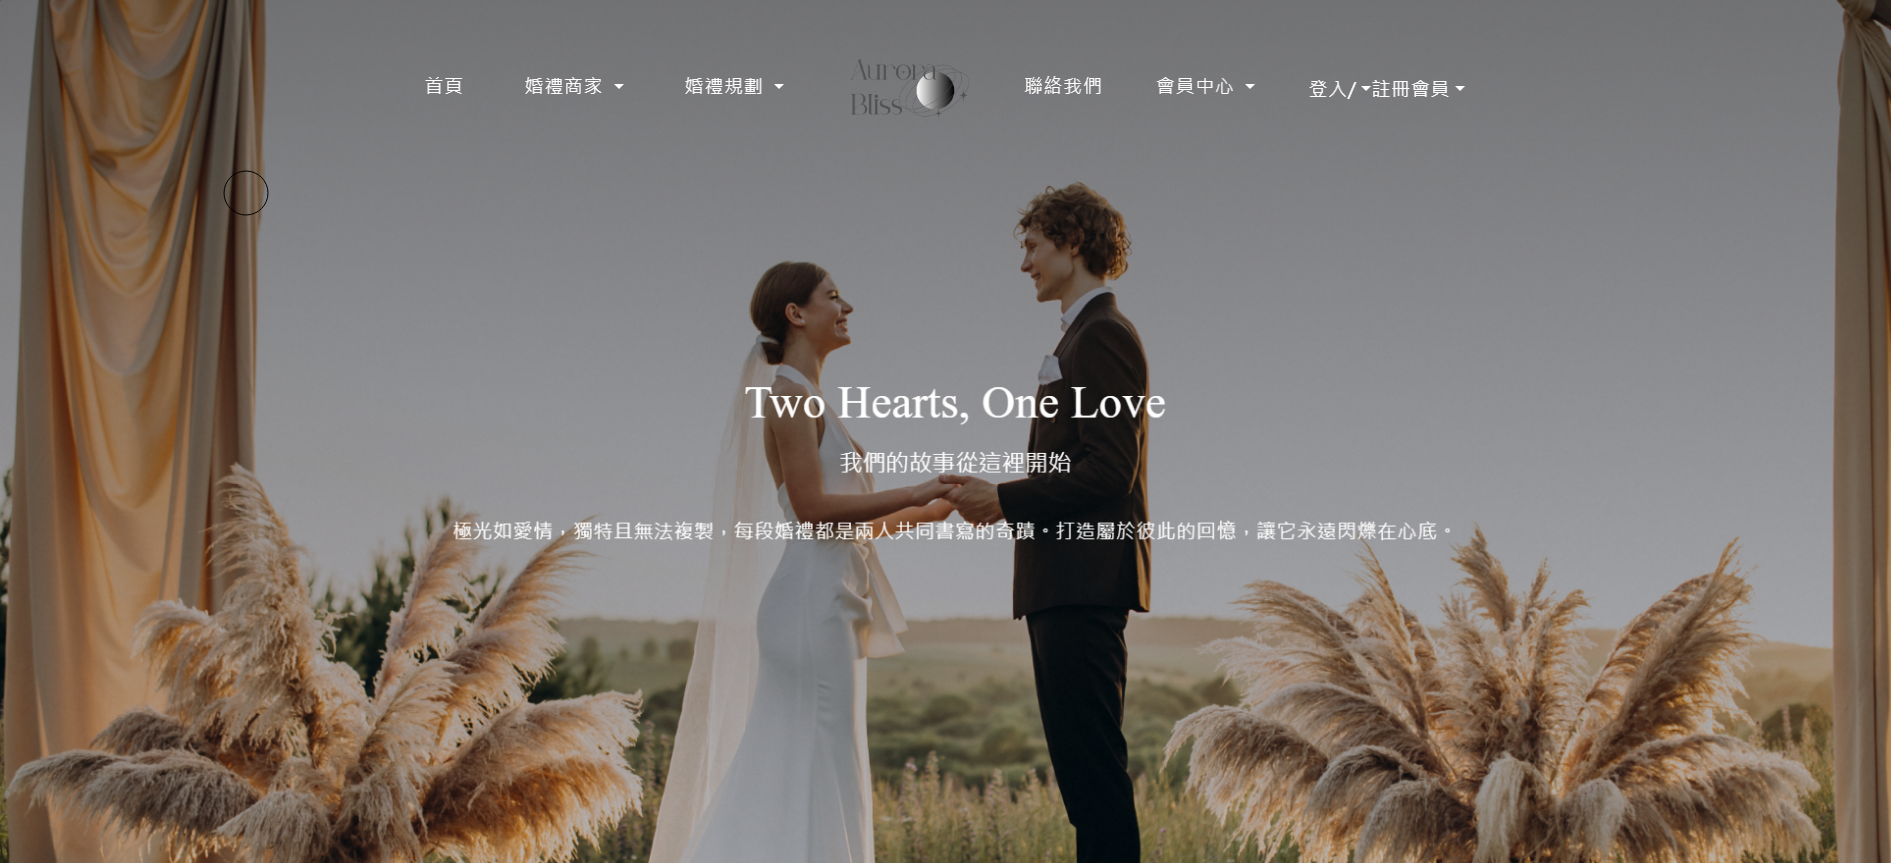 首頁
婚禮商家
婚禮規劃
Aurora
Bliss
聯絡我們
會員中心
登入/
註冊會員
Two Hearts, One Love
我們的故事從這裡開始
極光如愛情，獨特且無法複製，每段婚禮都是兩人共同書寫的奇蹟。打造屬於彼此的回憶，讓它永遠閃爍在心底。